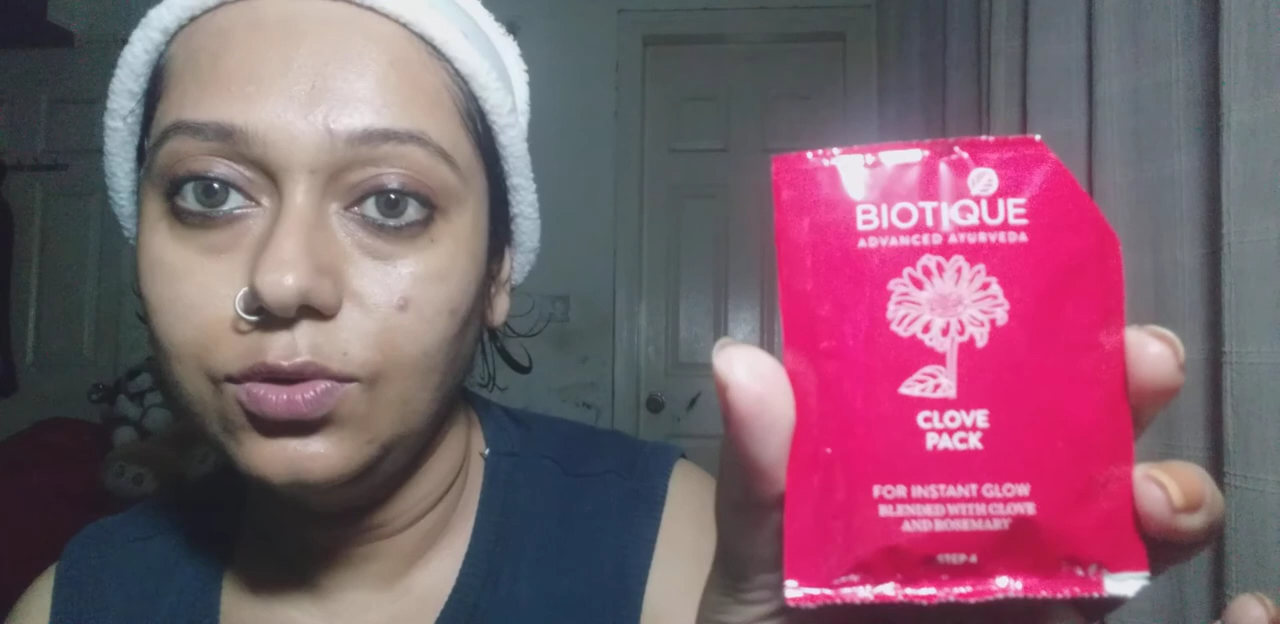 BIOTIQUE
ADVANCED AYURVEDA
CLOVE
PACK
FOR INSTANT GLOW
BLENDED WITH CLOVE
AND ROSEMARY
STEP 4